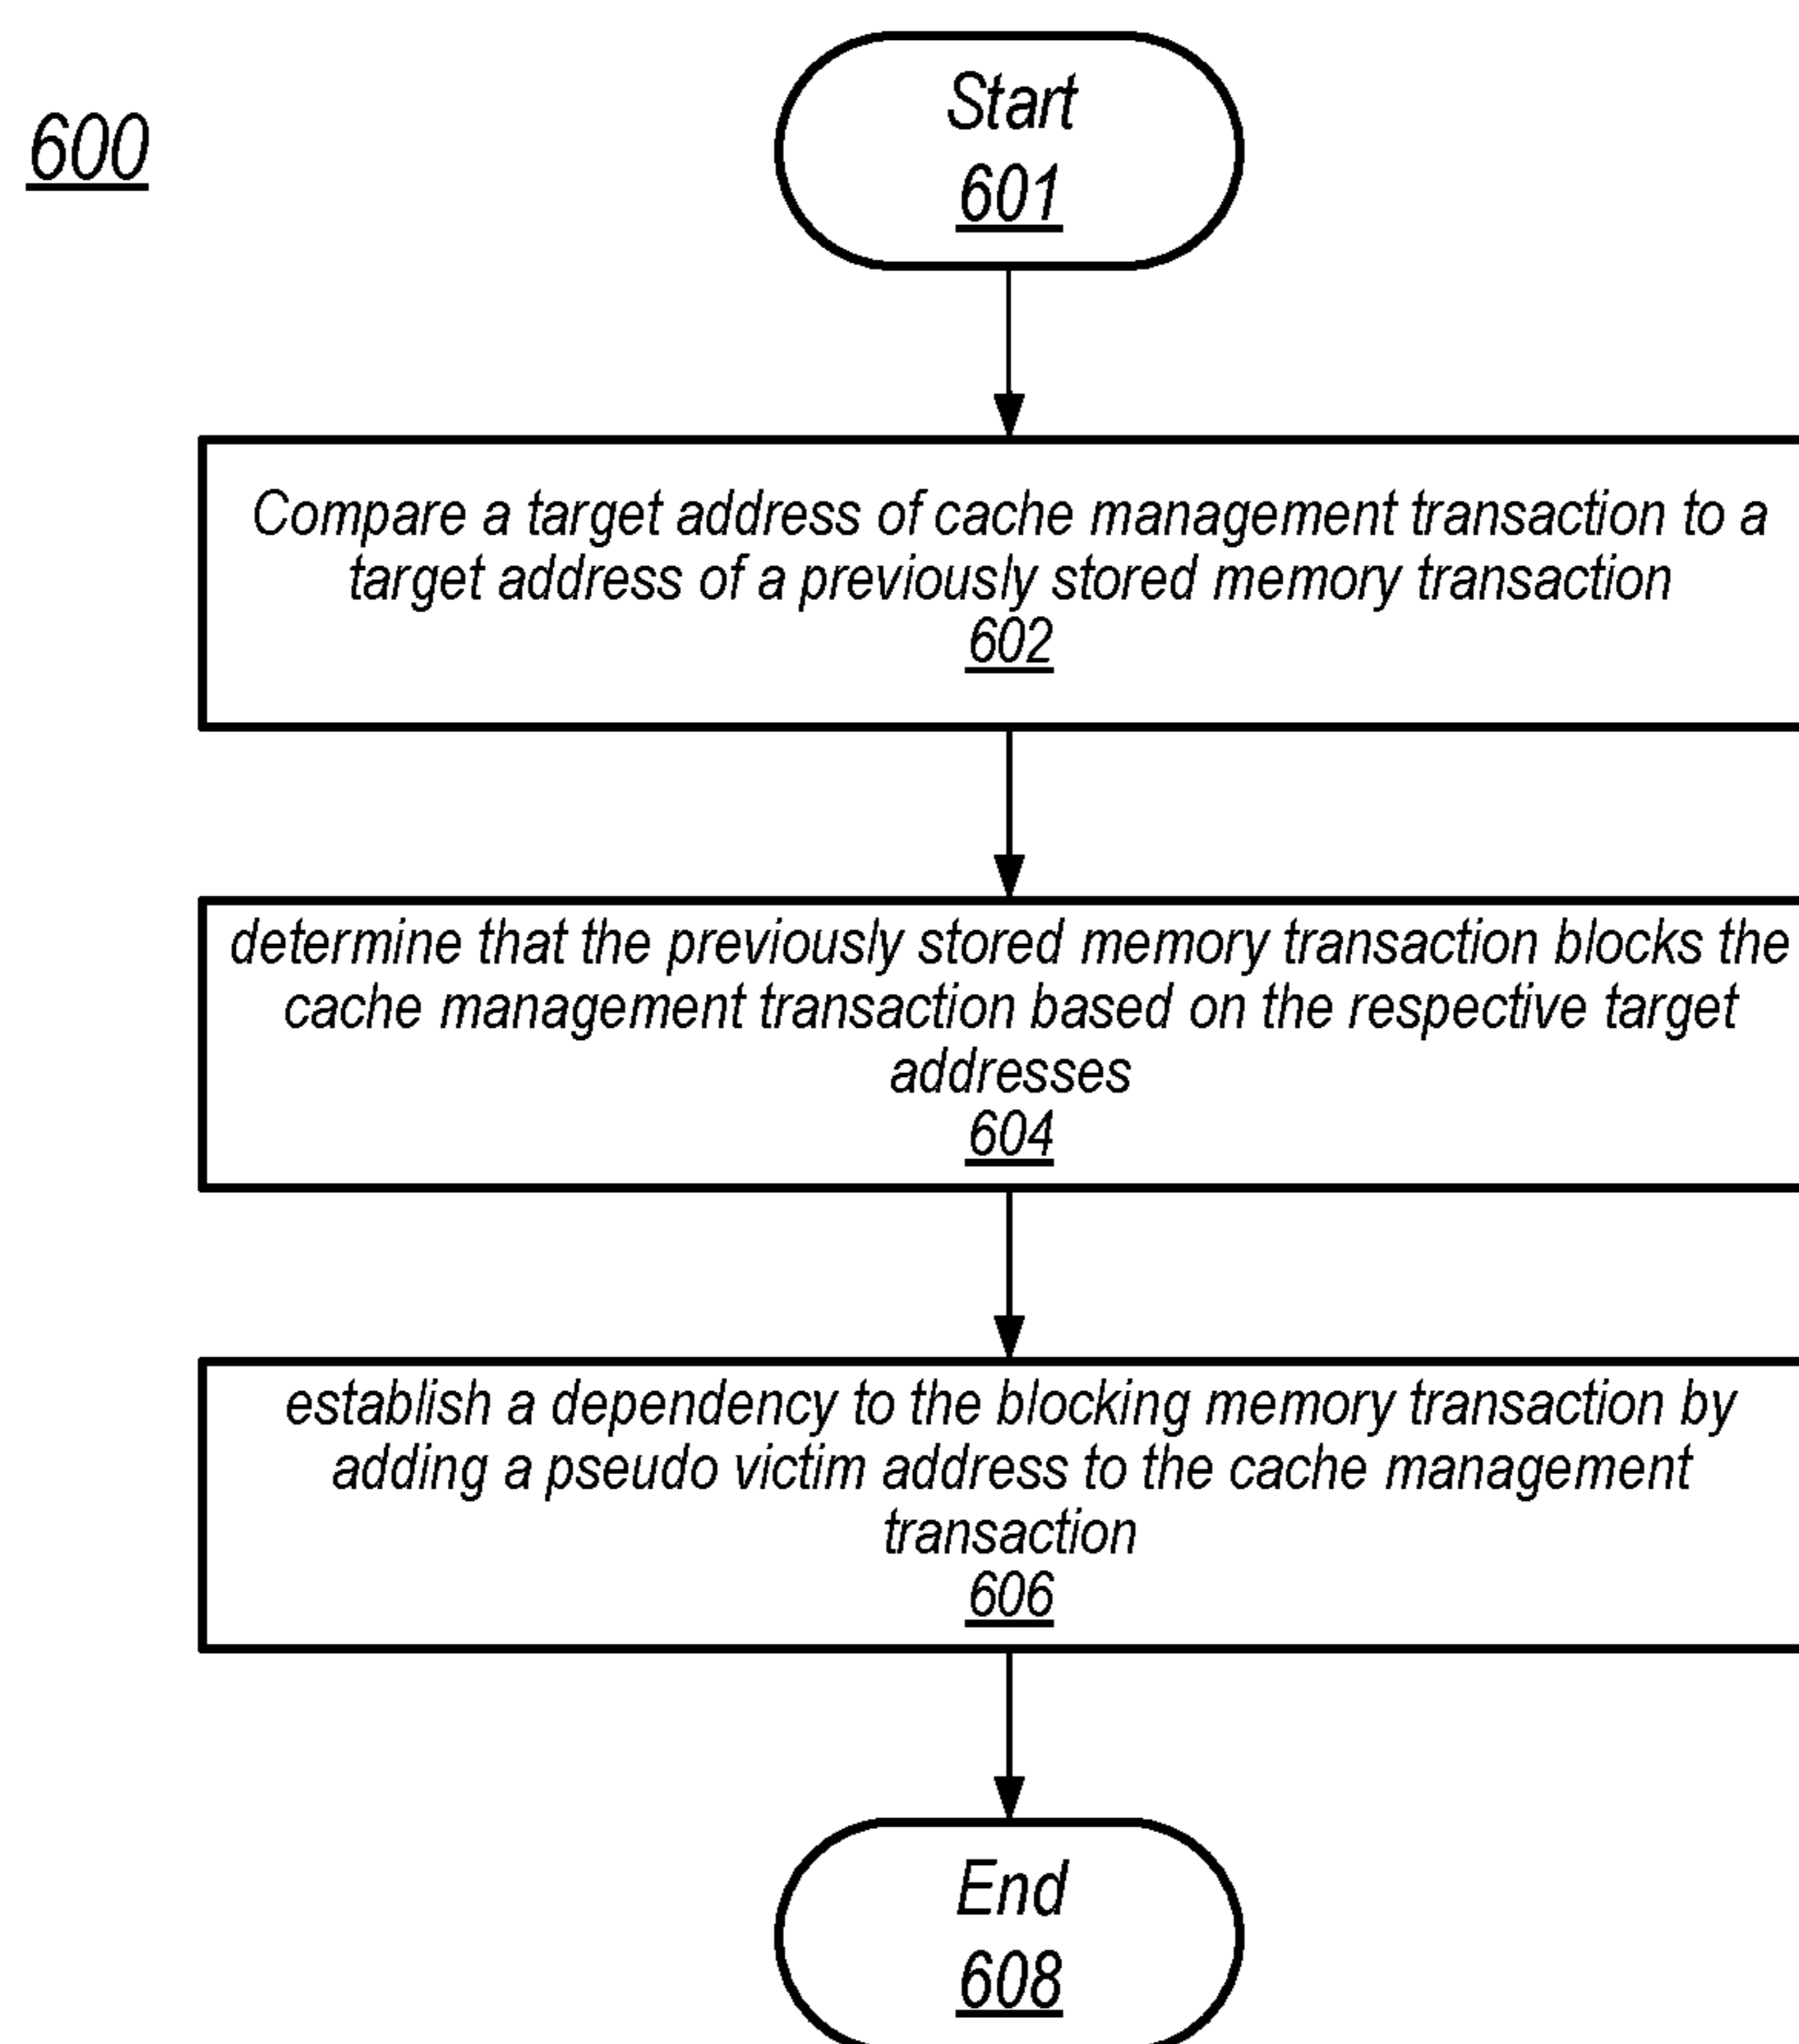 600
Start
601
Compare a target address of cache management transaction to a
target address of a previously stored memory transaction
602
determine that the previously stored memory transaction blocks the
cache management transaction based on the respective target
addresses
604
establish a dependency to the blocking memory transaction by
adding a pseudo victim address to the cache management
transaction
606
End
608